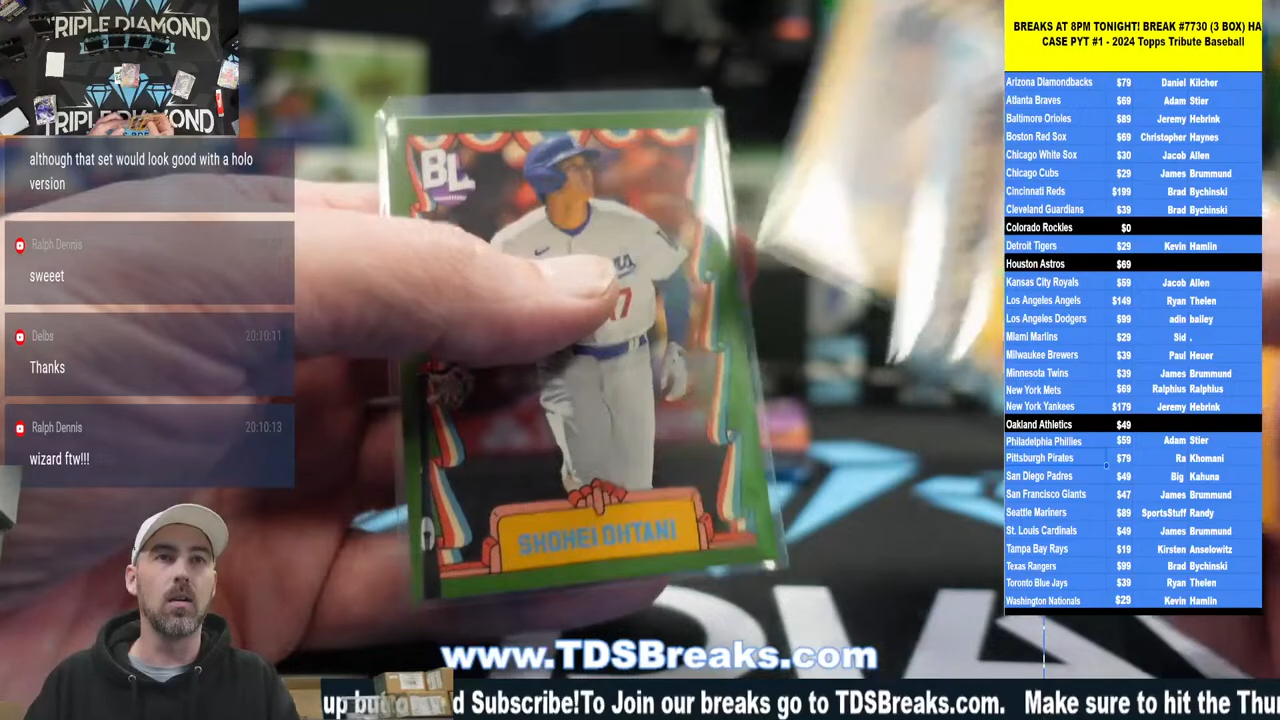 TRIPLE DIAMOND
TRIPLE DIAMOND
although that set would look good with a holo
version
Ralph Dennis
sweeet
Delbs 20:10:11
Thanks
Ralph Dennis 20:10:13
wizard ftw!!!
BL
17
SHOHEI OHTANI
www.TDSBreaks.com
Subscribe!To Join our breaks go to TDSBreaks.com. Make sure to hit the
BREAKS AT 8PM TONIGHT! BREAK #7730 (3 BOX) HA
CASE PYT #1 - 2024 Topps Tribute Baseball
Arizona Diamondbacks $79 Daniel Kilcher
Atlanta Braves $69 Adam Stier
Baltimore Orioles $89 Jeremy Hebrink
Boston Red Sox $69 Christopher Haynes
Chicago White Sox $30 Jacob Allen
Chicago Cubs $29 James Brummund
Cincinnati Reds $199 Brad Bychinski
Cleveland Guardians $39 Brad Bychinski
Colorado Rockies $0
Detroit Tigers $29 Kevin Hamlin
Houston Astros $69
Kansas City Royals $59 Jacob Allen
Los Angeles Angels $149 Ryan Thelen
Los Angeles Dodgers $99 adin bailey
Miami Marlins $29 Sid .
Milwaukee Brewers $39 Paul Heuer
Minnesota Twins $39 James Brummund
New York Mets $69 Ralphius Ralphius
New York Yankees $179 Jeremy Hebrink
Oakland Athletics $49
Philadelphia Phillies $59 Adam Stier
Pittsburgh Pirates $79 Ra Khomani
San Diego Padres $49 Big Kahuna
San Francisco Giants $47 James Brummund
Seattle Mariners $89 SportsStuff Randy
St. Louis Cardinals $49 James Brummund
Tampa Bay Rays $19 Kirsten Anselowitz
Texas Rangers $99 Brad Bychinski
Toronto Blue Jays $39 Ryan Thelen
Washington Nationals $29 Kevin Hamlin